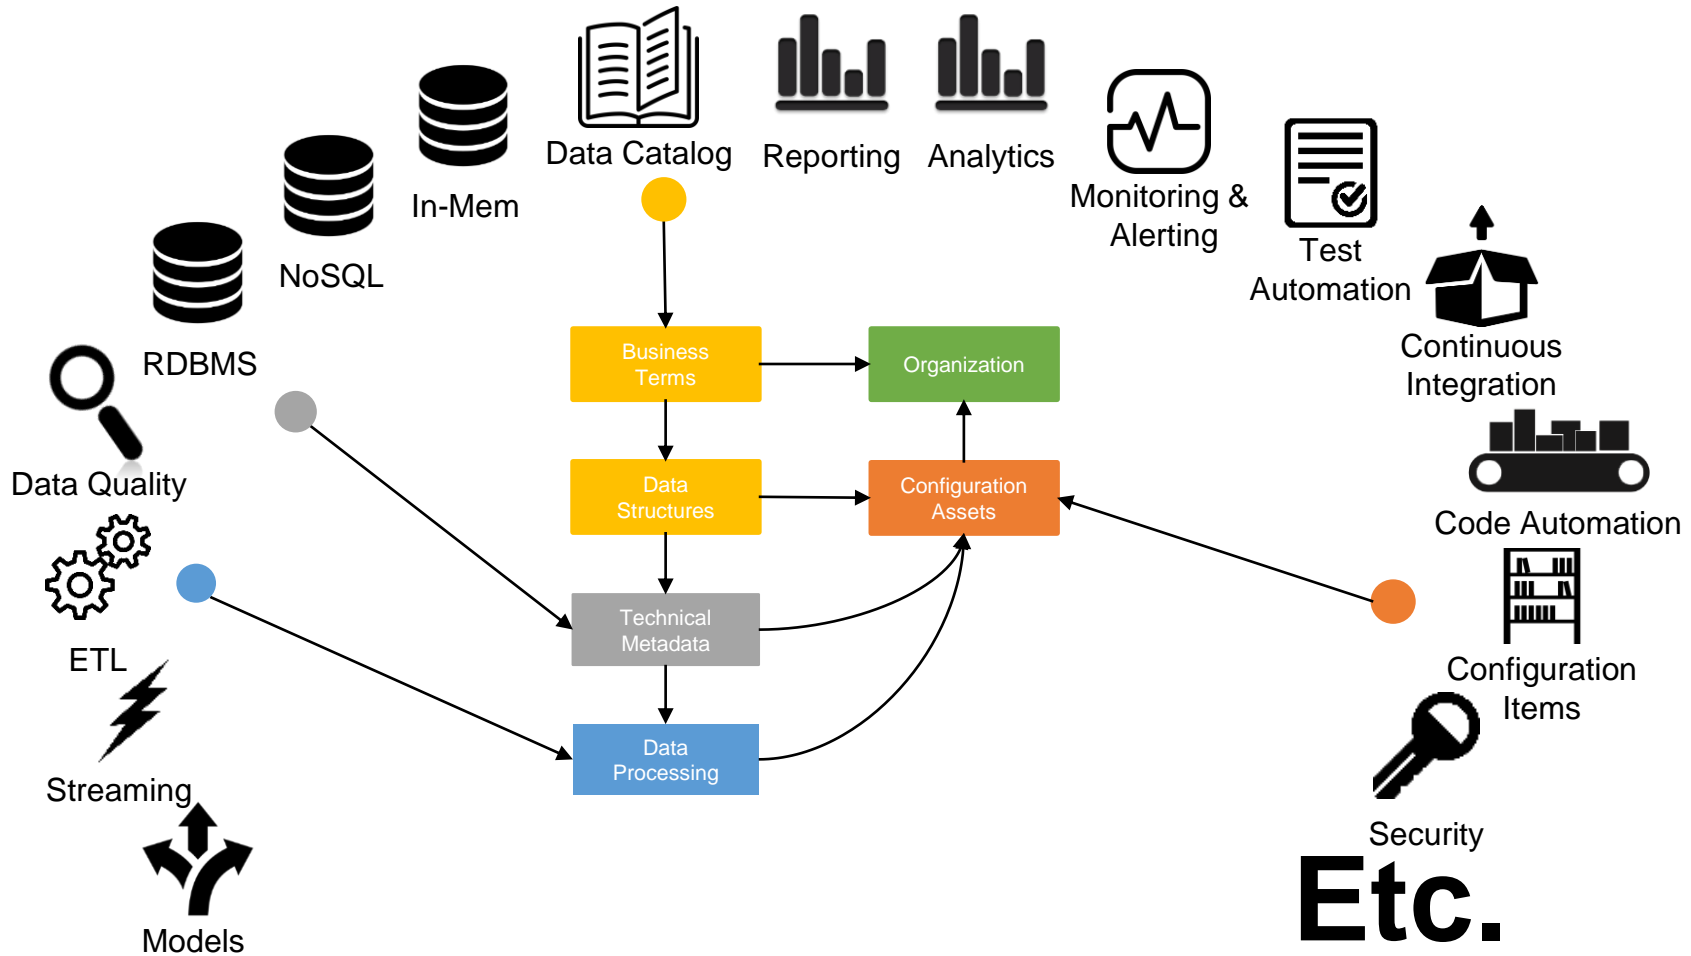 Data Catalog
Reporting
Analytics
In-Mem
Monitoring &
Alerting
NoSQL
Test
Automation
RDBMS
Continuous
Integration
Business
Terms
Organization
Data Quality
Data
Structures
Configuration
Assets
Code Automation
ETL
Technical
Metadata
Configuration
Items
Streaming
Data
Processing
Security
Models
Etc.